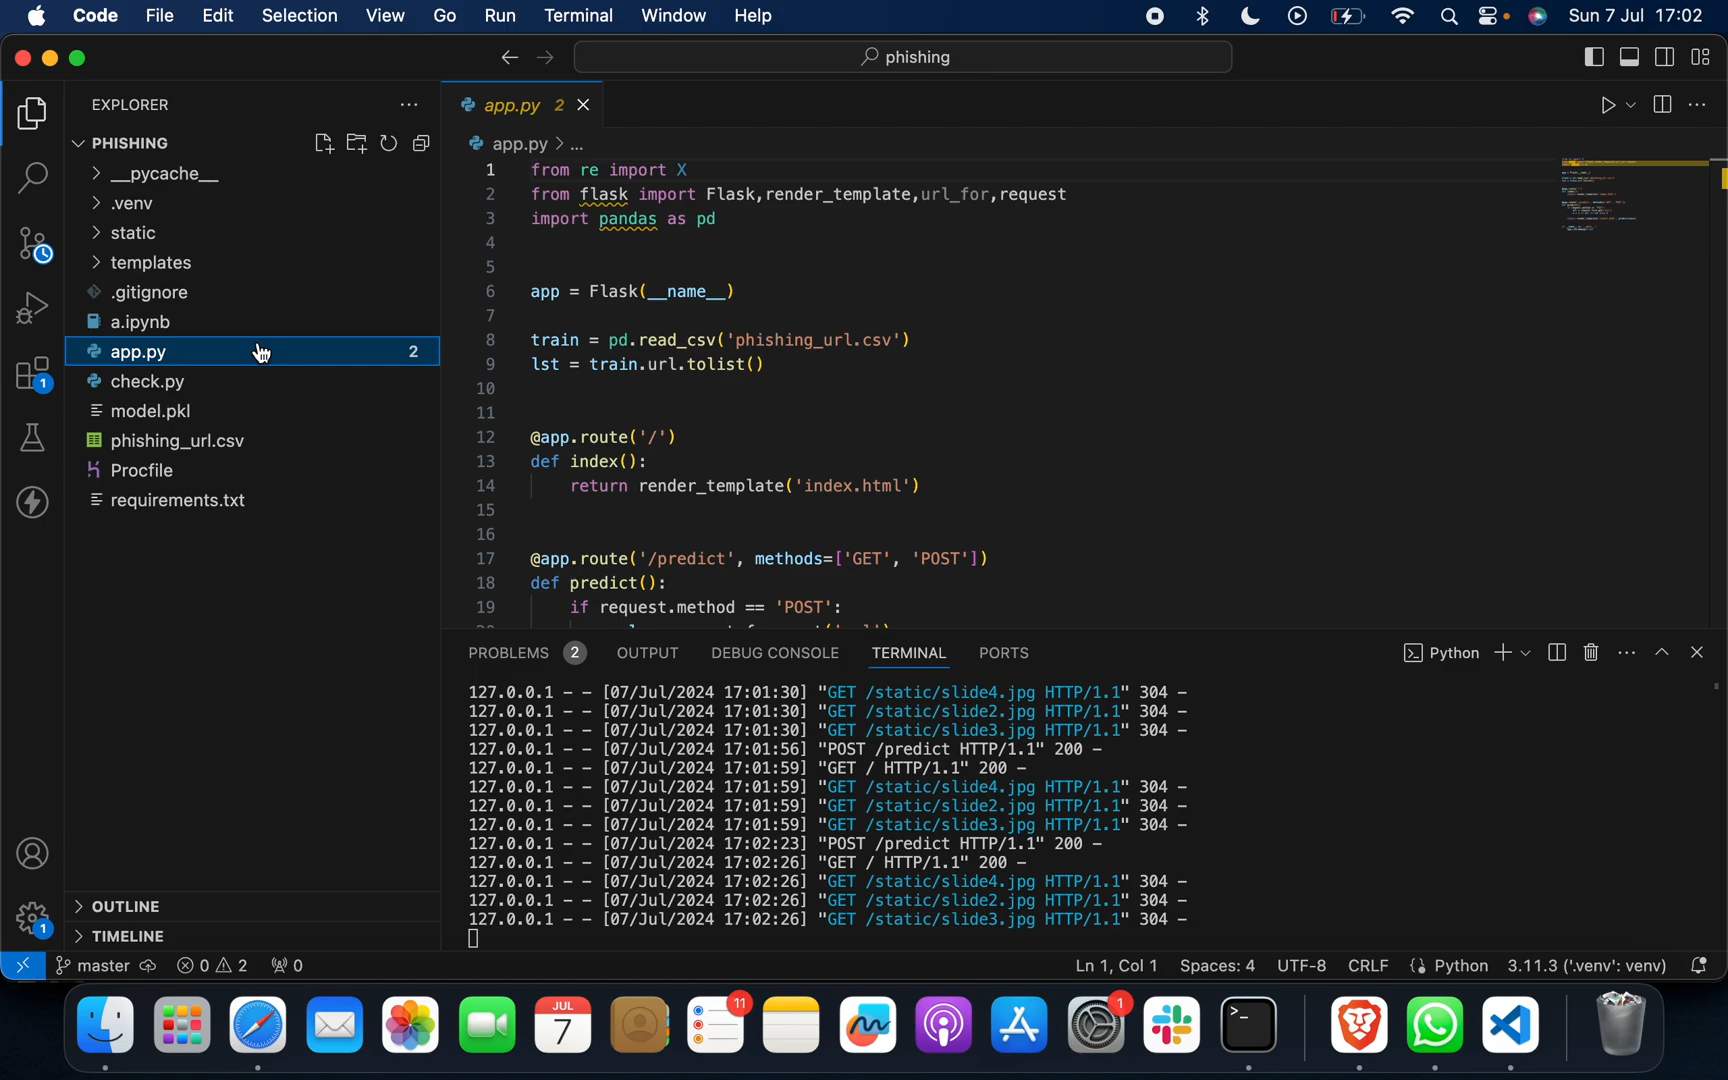 Code File Edit Selection View Go Run Terminal Window Help Sun 7 Jul 17:02
phishing
EXPLORER
PHISHING
__pycache__
.venv
static
templates
.gitignore
a.ipynb
app.py 2
check.py
model.pkl
phishing_url.csv
Procfile
requirements.txt
OUTLINE
TIMELINE
1
1
app.py 2
app.py > ...
1 from re import X
2 from flask import Flask,render_template,url_for,request
3 import pandas as pd
4
5
6 app = Flask(__name__)
7
8 train = pd.read_csv('phishing_url.csv')
9 lst = train.url.tolist()
10
11
12 @app.route('/')
13 def index():
14 return render_template('index.html')
15
16
17 @app.route('/predict', methods=['GET', 'POST'])
18 def predict():
19 if request.method == 'POST':
PROBLEMS 2 OUTPUT DEBUG CONSOLE TERMINAL PORTS Python
127.0.0.1 - - [07/Jul/2024 17:01:30] "GET /static/slide4.jpg HTTP/1.1" 304 -
127.0.0.1 - - [07/Jul/2024 17:01:30] "GET /static/slide2.jpg HTTP/1.1" 304 -
127.0.0.1 - - [07/Jul/2024 17:01:30] "GET /static/slide3.jpg HTTP/1.1" 304 -
127.0.0.1 - - [07/Jul/2024 17:01:56] "POST /predict HTTP/1.1" 200 -
127.0.0.1 - - [07/Jul/2024 17:01:59] "GET / HTTP/1.1" 200 -
127.0.0.1 - - [07/Jul/2024 17:01:59] "GET /static/slide4.jpg HTTP/1.1" 304 -
127.0.0.1 - - [07/Jul/2024 17:01:59] "GET /static/slide2.jpg HTTP/1.1" 304 -
127.0.0.1 - - [07/Jul/2024 17:01:59] "GET /static/slide3.jpg HTTP/1.1" 304 -
127.0.0.1 - - [07/Jul/2024 17:02:23] "POST /predict HTTP/1.1" 200 -
127.0.0.1 - - [07/Jul/2024 17:02:26] "GET / HTTP/1.1" 200 -
127.0.0.1 - - [07/Jul/2024 17:02:26] "GET /static/slide4.jpg HTTP/1.1" 304 -
127.0.0.1 - - [07/Jul/2024 17:02:26] "GET /static/slide2.jpg HTTP/1.1" 304 -
127.0.0.1 - - [07/Jul/2024 17:02:26] "GET /static/slide3.jpg HTTP/1.1" 304 -
master 0 2 0 Ln 1, Col 1 Spaces: 4 UTF-8 CRLF Python 3.11.3 ('.venv': venv)
JUL
7
11
1